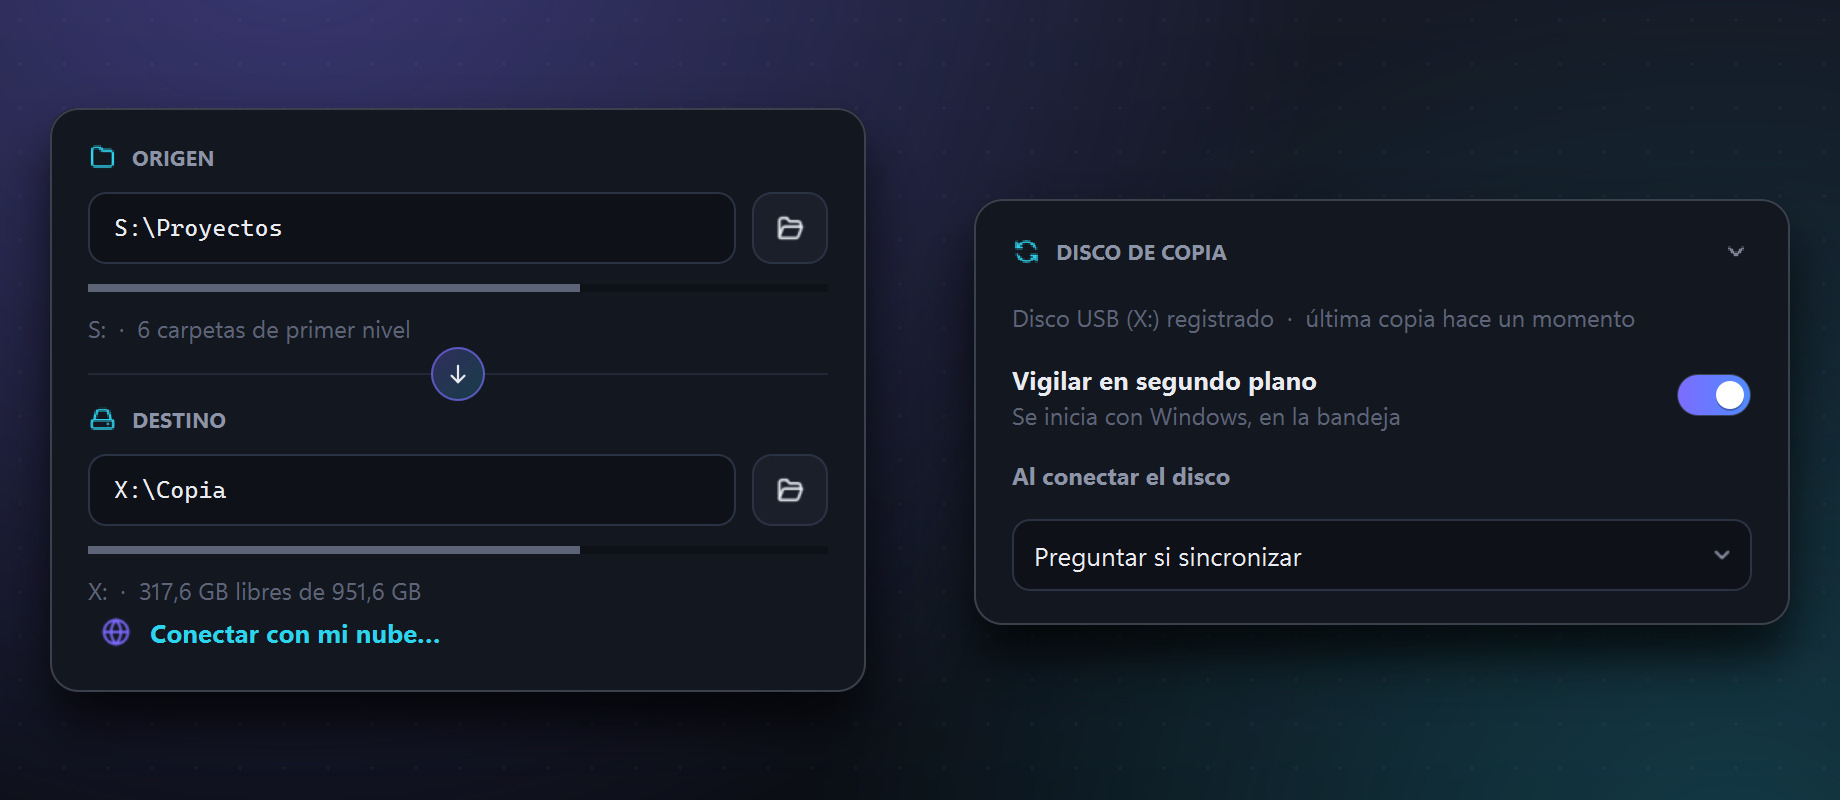 ORIGEN
S:\Proyectos
S: · 6 carpetas de primer nivel
DESTINO
X:\Copia
X: · 317,6 GB libres de 951,6 GB
Conectar con mi nube...
DISCO DE COPIA
Disco USB (X:) registrado · última copia hace un momento
Vigilar en segundo plano
Se inicia con Windows, en la bandeja
Al conectar el disco
Preguntar si sincronizar